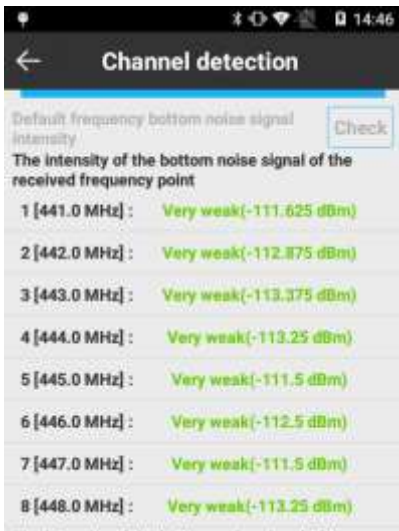 14:46
Channel detection
Default frequency bottom noise signal
intensity
Check
The intensity of the bottom noise signal of the
received frequency point
1 [441.0 MHz] : Very weak(-111.625 dBm)
2 [442.0 MHz] : Very weak(-112.875 dBm)
3 [443.0 MHz] : Very weak(-113.375 dBm)
4 [444.0 MHz] : Very weak(-113.25 dBm)
5 [445.0 MHz] : Very weak(-111.5 dBm)
6 [446.0 MHz] : Very weak(-112.5 dBm)
7 [447.0 MHz] : Very weak(-111.5 dBm)
8 [448.0 MHz] : Very weak(-113.25 dBm)